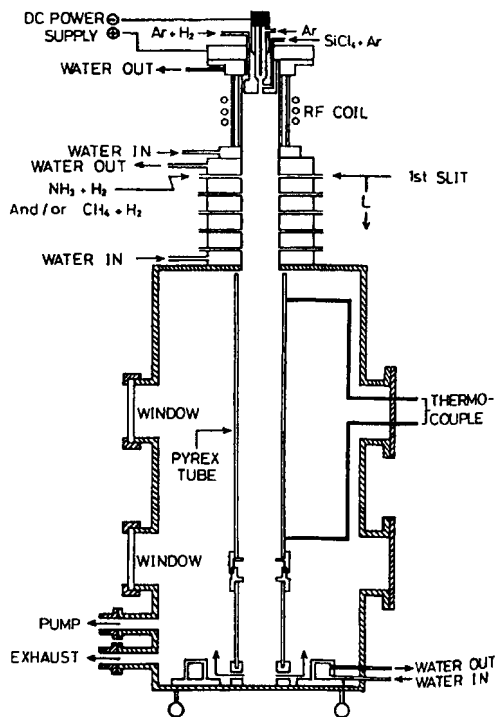 DC POWER
SUPPLY
Ar+H₂
Ar
SiCl₄+Ar
WATER OUT
RF COIL
WATER IN
WATER OUT
NH₃ + H₂
And/or CH₄ + H₂
1st SLIT
L
WATER IN
WINDOW
THERMO-
COUPLE
PYREX
TUBE
WINDOW
PUMP
EXHAUST
WATER OUT
WATER IN